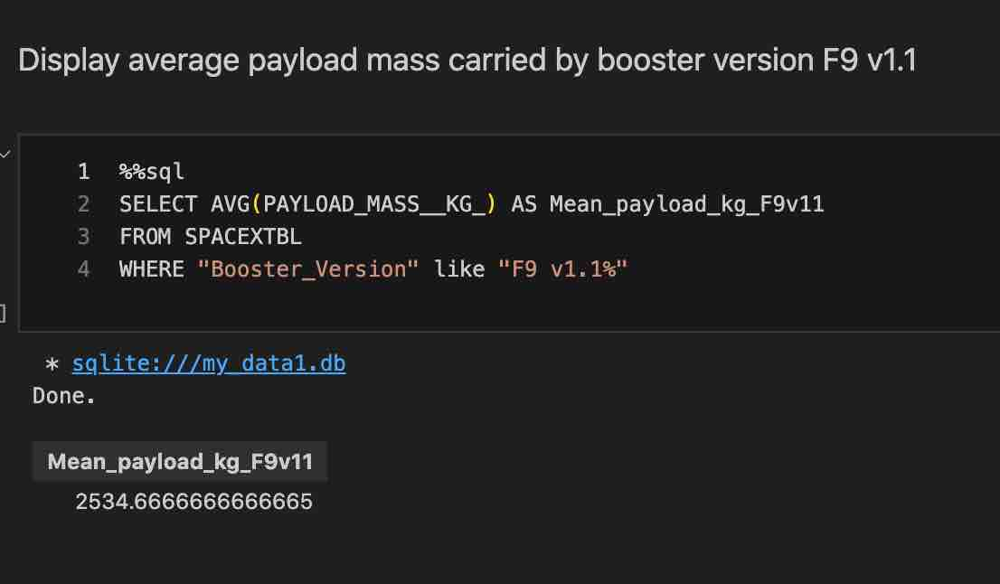 Display average payload mass carried by booster version F9 v1.1
1 %%sql
2 SELECT AVG(PAYLOAD_MASS__KG_) AS Mean_payload_kg_F9v11
3 FROM SPACEXTBL
4 WHERE "Booster_Version" like "F9 v1.1%"
]
* sqlite:///my_data1.db
Done.
Mean_payload_kg_F9v11
2534.6666666666665